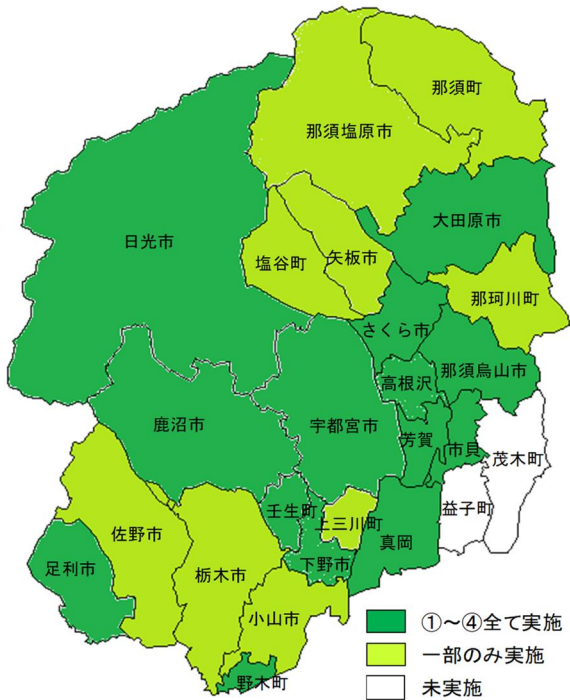 那須町
那須塩原市
大田原市
日光市
塩谷町
矢板市
那珂川町
さくら市
高根沢
那須烏山市
鹿沼市
宇都宮市
芳賀
市貝
茂木町
壬生町
上三川町
益子町
佐野市
真岡
下野市
足利市
栃木市
小山市
野木町
①～④全て実施
一部のみ実施
未実施